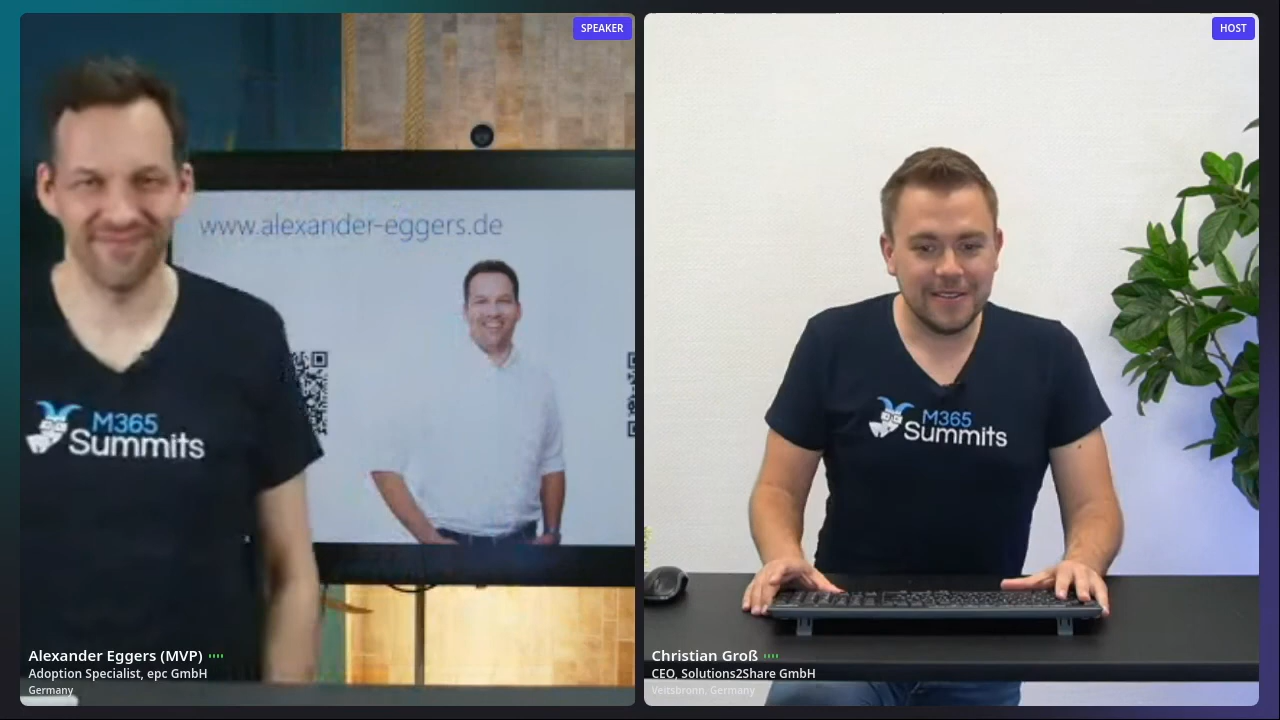 SPEAKER
www.alexander-eggers.de
M365
Summits
Alexander Eggers (MVP)
Adoption Specialist, epc GmbH
Germany
HOST
M365
Summits
Christian Groß
CEO, Solutions2Share GmbH
Veitsbronn, Germany